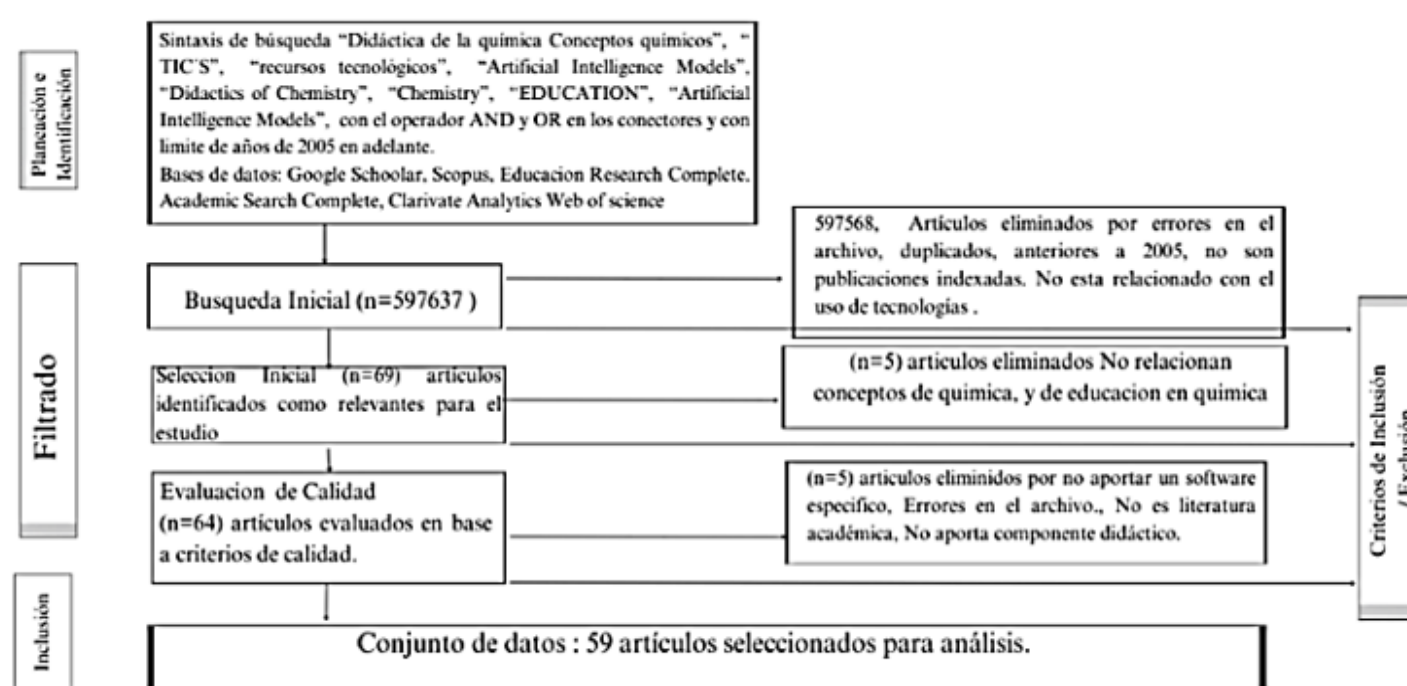 Planeación e
Identificación
Sintaxis de búsqueda “Didáctica de la química Conceptos químicos”, “
TIC´S”, “recursos tecnológicos”, “Artificial Intelligence Models”,
“Didactics of Chemistry”, “Chemistry”, “EDUCATION”, “Artificial
Intelligence Models”, con el operador AND y OR en los conectores y con
limite de años de 2005 en adelante.
Bases de datos: Google Schoolar, Scopus, Educacion Research Complete,
Academic Search Complete, Clarivate Analytics Web of science
Filtrado
Busqueda Inicial (n=597637 )
597568, Artículos eliminados por errores en el
archivo, duplicados, anteriores a 2005, no son
publicaciones indexadas. No esta relacionado con el
uso de tecnologías .
Seleccion Inicial (n=69) artículos
identificados como relevantes para el
estudio
(n=5) articulos eliminados No relacionan
conceptos de quimica, y de educacion en quimica
Evaluacion de Calidad
(n=64) artículos evaluados en base
a criterios de calidad.
(n=5) articulos eliminidos por no aportar un software
especifico, Errores en el archivo., No es literatura
académica, No aporta componente didáctico.
Criterios de Inclusión
/ Exclusión
Inclusión
Conjunto de datos : 59 artículos seleccionados para análisis.